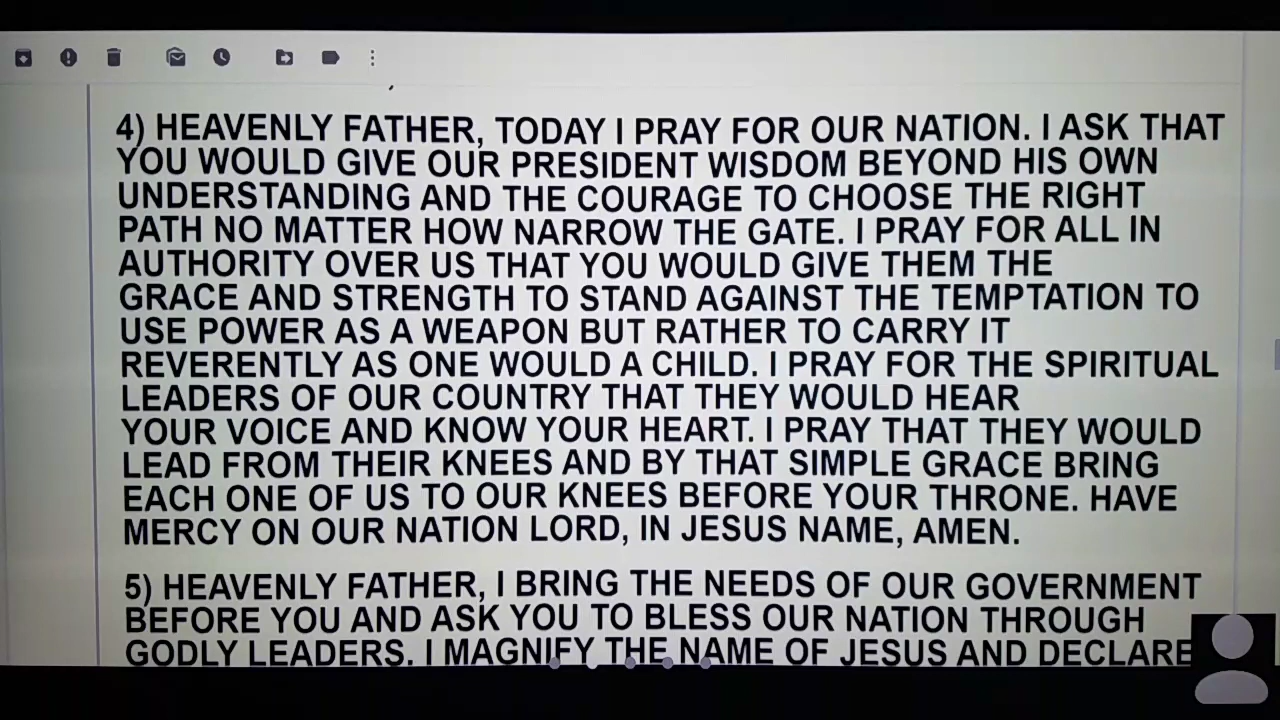 4) HEAVENLY FATHER, TODAY I PRAY FOR OUR NATION. I ASK THAT
YOU WOULD GIVE OUR PRESIDENT WISDOM BEYOND HIS OWN
UNDERSTANDING AND THE COURAGE TO CHOOSE THE RIGHT
PATH NO MATTER HOW NARROW THE GATE. I PRAY FOR ALL IN
AUTHORITY OVER US THAT YOU WOULD GIVE THEM THE
GRACE AND STRENGTH TO STAND AGAINST THE TEMPTATION TO
USE POWER AS A WEAPON BUT RATHER TO CARRY IT
REVERENTLY AS ONE WOULD A CHILD. I PRAY FOR THE SPIRITUAL
LEADERS OF OUR COUNTRY THAT THEY WOULD HEAR
YOUR VOICE AND KNOW YOUR HEART. I PRAY THAT THEY WOULD
LEAD FROM THEIR KNEES AND BY THAT SIMPLE GRACE BRING
EACH ONE OF US TO OUR KNEES BEFORE YOUR THRONE. HAVE
MERCY ON OUR NATION LORD, IN JESUS NAME, AMEN.
5) HEAVENLY FATHER, I BRING THE NEEDS OF OUR GOVERNMENT
BEFORE YOU AND ASK YOU TO BLESS OUR NATION THROUGH
GODLY LEADERS. I MAGNIFY THE NAME OF JESUS AND DECLARE